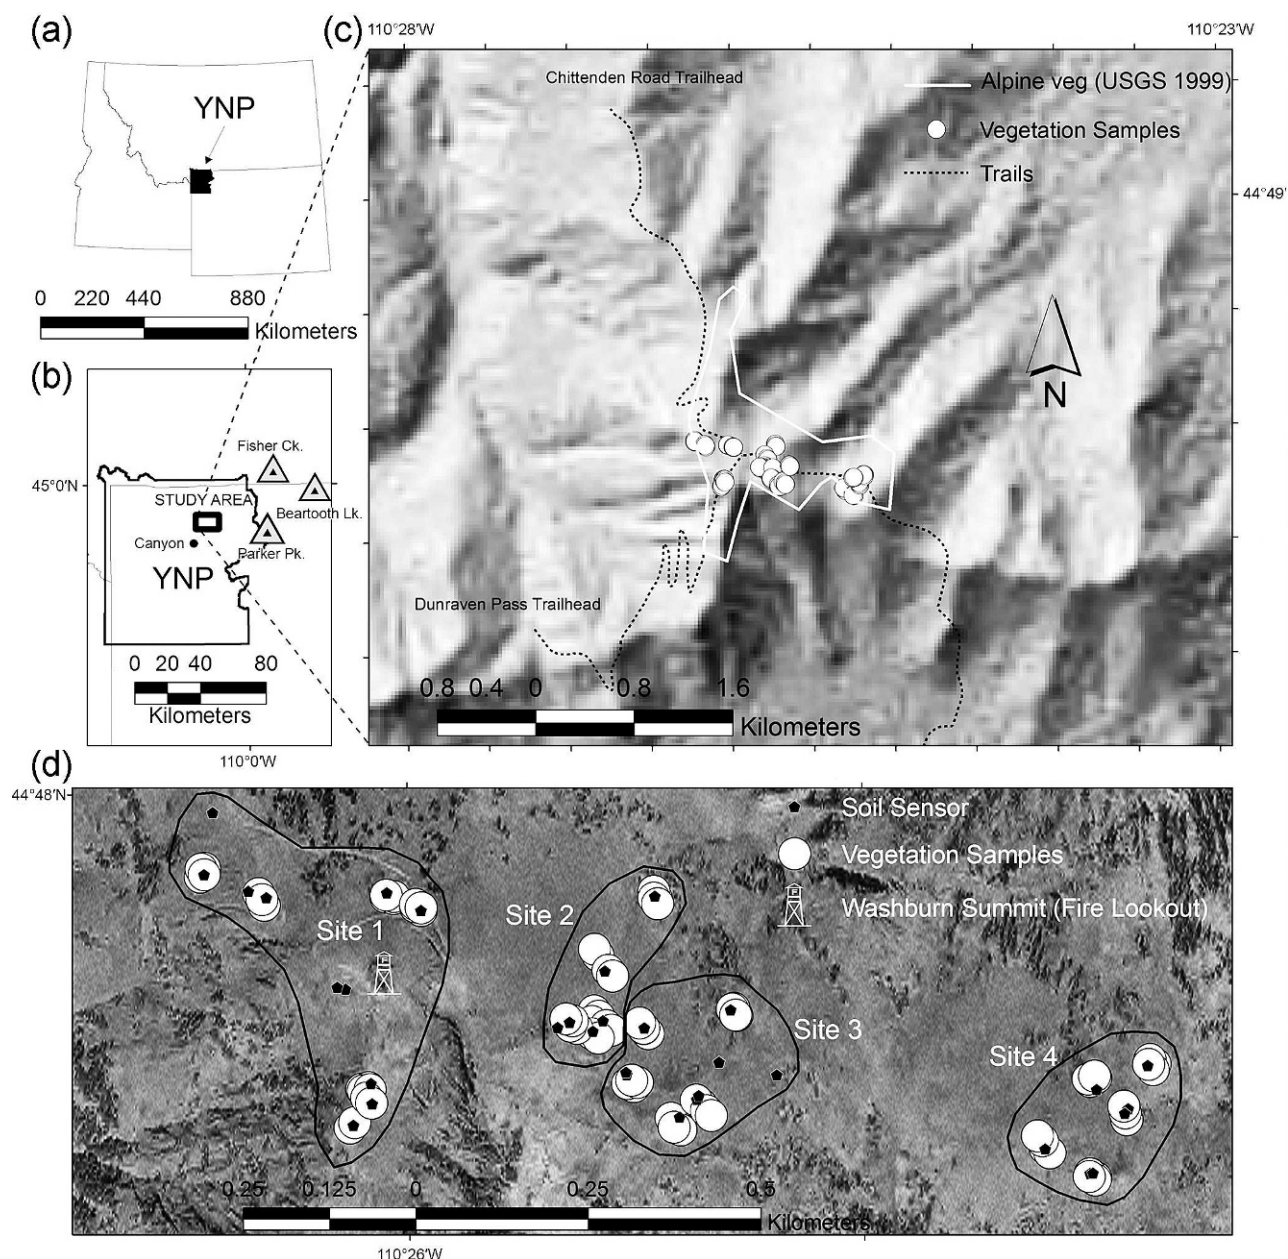 (a)
YNP
0 220 440 880
Kilometers
(b)
Fisher Ck.
45°0'N
STUDY AREA
Beartooth Lk.
Canyon
Parker Pk.
YNP
0 20 40 80
Kilometers
110°0'W
(c)
110°28'W
110°23'W
Chittenden Road Trailhead
Alpine veg (USGS 1999)
Vegetation Samples
Trails
44°49'
N
Dunraven Pass Trailhead
0.8 0.4 0 0.8 1.6
Kilometers
(d)
44°48'N
Soil Sensor
Vegetation Samples
F
Washburn Summit (Fire Lookout)
Site 1
F
Site 2
Site 3
Site 4
0.25 0.125 0 0.25 0.5
Kilometers
110°26'W